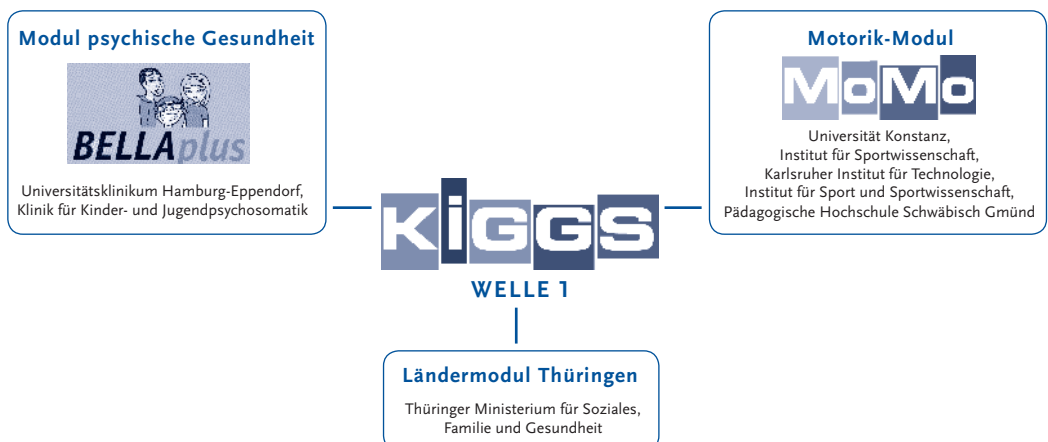 Modul psychische Gesundheit
BELLAplus
Universitätsklinikum Hamburg-Eppendorf,
Klinik für Kinder- und Jugendpsychosomatik
Motorik-Modul
MoMo
Universität Konstanz,
Institut für Sportwissenschaft,
Karlsruher Institut für Technologie,
Institut für Sport und Sportwissenschaft,
Pädagogische Hochschule Schwäbisch Gmünd
KiGGS
WELLE 1
Ländermodul Thüringen
Thüringer Ministerium für Soziales,
Familie und Gesundheit